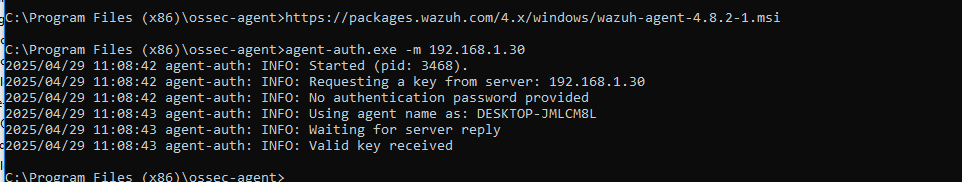 C:\Program Files (x86)\ossec-agent>https://packages.wazuh.com/4.x/windows/wazuh-agent-4.8.2-1.msi
C:\Program Files (x86)\ossec-agent>agent-auth.exe -m 192.168.1.30
2025/04/29 11:08:42 agent-auth: INFO: Started (pid: 3468).
2025/04/29 11:08:42 agent-auth: INFO: Requesting a key from server: 192.168.1.30
2025/04/29 11:08:42 agent-auth: INFO: No authentication password provided
2025/04/29 11:08:43 agent-auth: INFO: Using agent name as: DESKTOP-JMLCM8L
2025/04/29 11:08:43 agent-auth: INFO: Waiting for server reply
2025/04/29 11:08:43 agent-auth: INFO: Valid key received
C:\Program Files (x86)\ossec-agent>